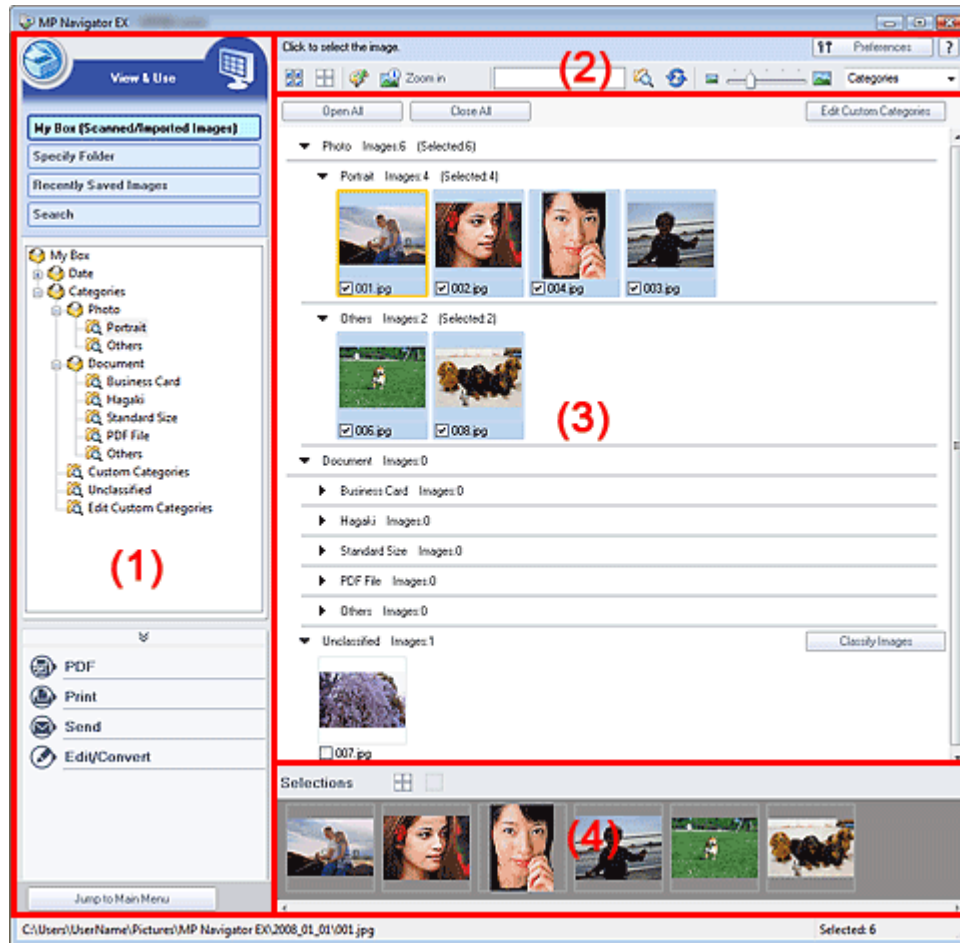 MP Navigator EX
View & Use
My Box (Scanned/Imported Images)
Specify Folder
Recently Saved Images
Search
My Box
Date
Categories
Photo
Portrait
Others
Document
Business Card
Hagaki
Standard Size
PDF File
Others
Custom Categories
Unclassified
Edit Custom Categories
(1)
PDF
Print
Send
Edit/Convert
Jump to Main Menu
Click to select the image.
Preferences
?
Zoom in
(2)
Categories
Open All
Close All
Edit Custom Categories
Photo Images:6 (Selected:6)
Portrait Images:4 (Selected:4)
001.jpg
002.jpg
004.jpg
003.jpg
Others Images:2 (Selected:2)
006.jpg
008.jpg
(3)
Document Images:0
Business Card Images:0
Hagaki Images:0
Standard Size Images:0
PDF File Images:0
Others Images:0
Unclassified Images:1
Classify Images
007.jpg
Selections
(4)
C:\Users\UserName\Pictures\MP Navigator EX\2008_01_01\001.jpg
Selected: 6